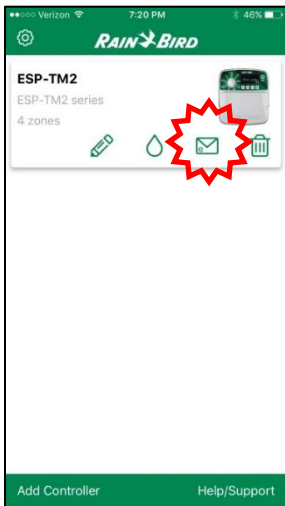 Verizon 7:20 PM 46%
RAIN BIRD
ESP-TM2
ESP-TM2 series
4 zones
e
Add Controller Help/Support